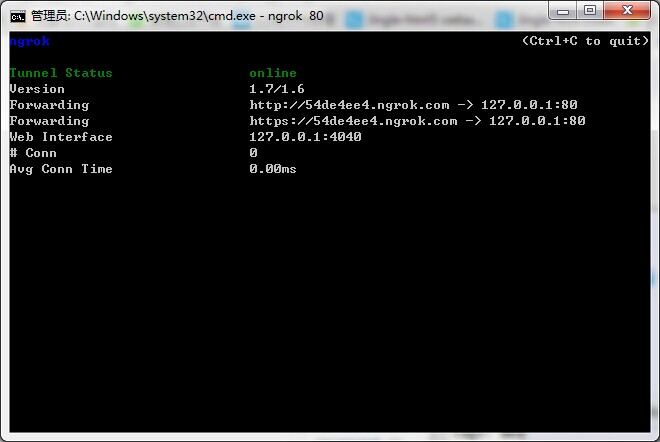 管理员: C:\Windows\system32\cmd.exe - ngrok  80
ngrok (Ctrl+C to quit)
Tunnel Status online
Version 1.7/1.6
Forwarding http://54de4ee4.ngrok.com -> 127.0.0.1:80
Forwarding https://54de4ee4.ngrok.com -> 127.0.0.1:80
Web Interface 127.0.0.1:4040
# Conn 0
Avg Conn Time 0.00ms